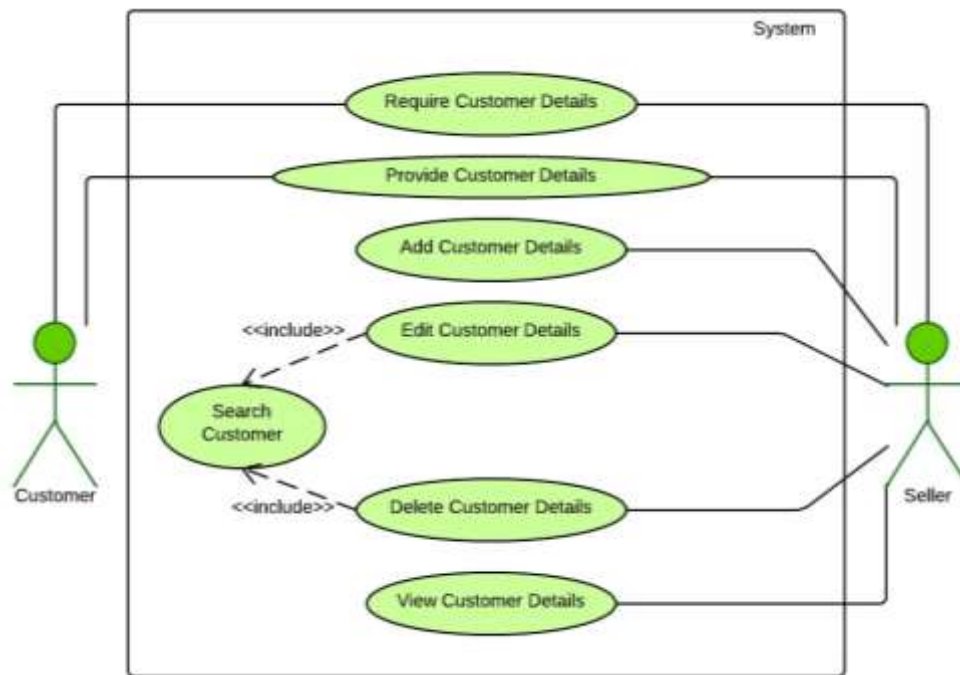 System
Require Customer Details
Provide Customer Details
Add Customer Details
<<include>>
Edit Customer Details
Search
Customer
Customer
<<include>>
Delete Customer Details
Seller
View Customer Details